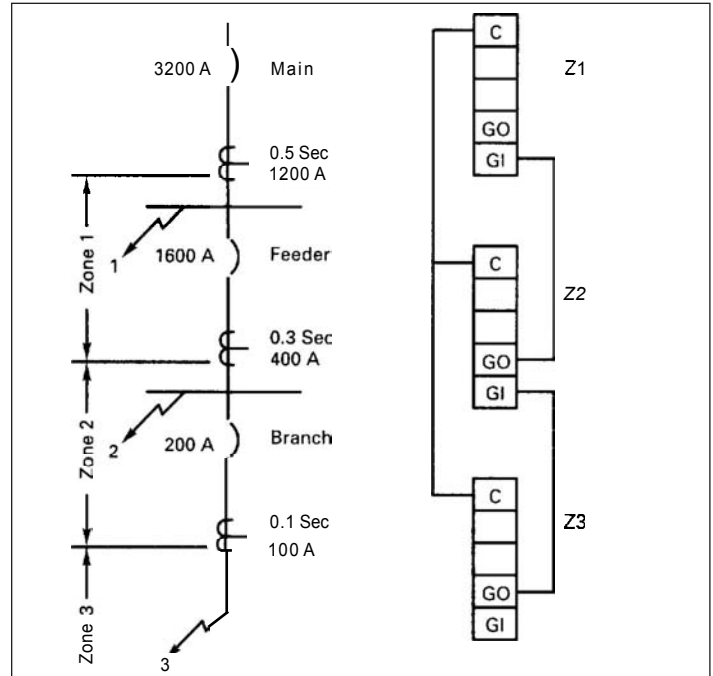 3200 A
Main
0.5 Sec
1200 A
Zone 1
1
1600 A
Feeder
0.3 Sec
400 A
Zone 2
2
200 A
Branch
0.1 Sec
100 A
Zone 3
3
C
Z1
GO
GI
C
Z2
GO
GI
C
Z3
GO
GI